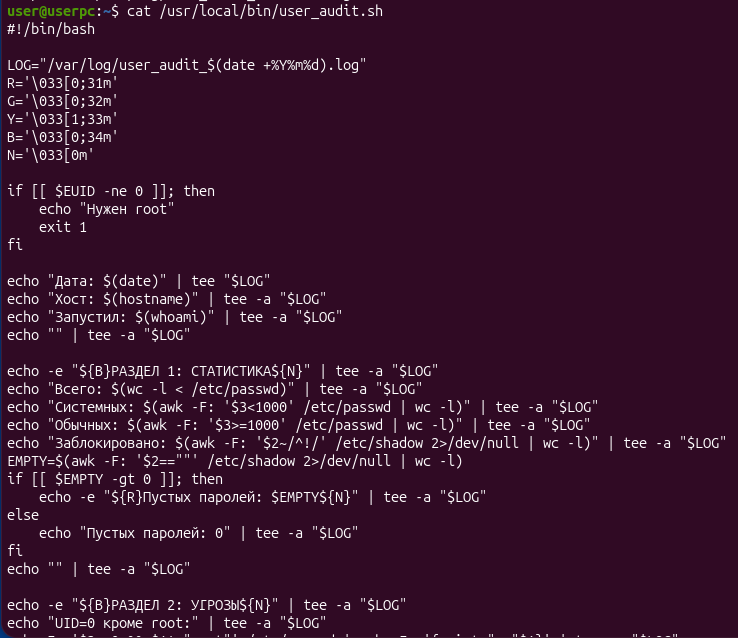 user@userpc:~$ cat /usr/local/bin/user_audit.sh
#!/bin/bash
LOG="/var/log/user_audit_$(date +%Y%m%d).log"
R='\033[0;31m'
G='\033[0;32m'
Y='\033[1;33m'
B='\033[0;34m'
N='\033[0m'
if [[ $EUID -ne 0 ]]; then
    echo "Нужен root"
    exit 1
fi
echo "Дата: $(date)" | tee "$LOG"
echo "Хост: $(hostname)" | tee -a "$LOG"
echo "Запустил: $(whoami)" | tee -a "$LOG"
echo "" | tee -a "$LOG"
echo -e "${B}РАЗДЕЛ 1: СТАТИСТИКА${N}" | tee -a "$LOG"
echo "Всего: $(wc -l < /etc/passwd)" | tee -a "$LOG"
echo "Системных: $(awk -F: '$3<1000' /etc/passwd | wc -l)" | tee -a "$LOG"
echo "Обычных: $(awk -F: '$3>=1000' /etc/passwd | wc -l)" | tee -a "$LOG"
echo "Заблокировано: $(awk -F: '$2~/^!/' /etc/shadow 2>/dev/null | wc -l)" | tee -a "$LOG"
EMPTY=$(awk -F: '$2==""' /etc/shadow 2>/dev/null | wc -l)
if [[ $EMPTY -gt 0 ]]; then
    echo -e "${R}Пустых паролей: $EMPTY${N}" | tee -a "$LOG"
else
    echo "Пустых паролей: 0" | tee -a "$LOG"
fi
echo "" | tee -a "$LOG"
echo -e "${B}РАЗДЕЛ 2: УГРОЗЫ${N}" | tee -a "$LOG"
echo "UID=0 кроме root:" | tee -a "$LOG"